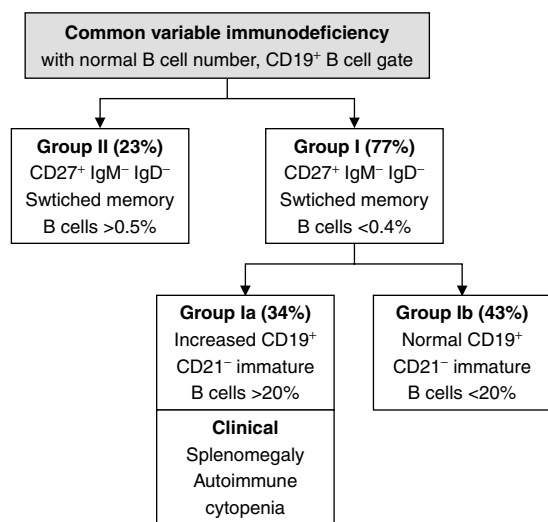 Common variable immunodeficiency
with normal B cell number, CD19⁺ B cell gate
Group II (23%)
CD27⁺ IgM⁻ IgD⁻
Swtiched memory
B cells >0.5%
Group I (77%)
CD27⁺ IgM⁻ IgD⁻
Swtiched memory
B cells <0.4%
Group Ia (34%)
Increased CD19⁺
CD21⁻ immature
B cells >20%
Clinical
Splenomegaly
Autoimmune
cytopenia
Group Ib (43%)
Normal CD19⁺
CD21⁻ immature
B cells <20%